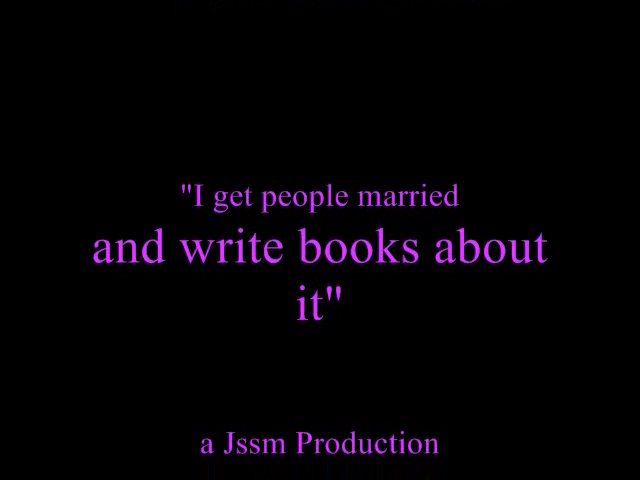 "I get people married
and write books about
it"
a Jssm Production